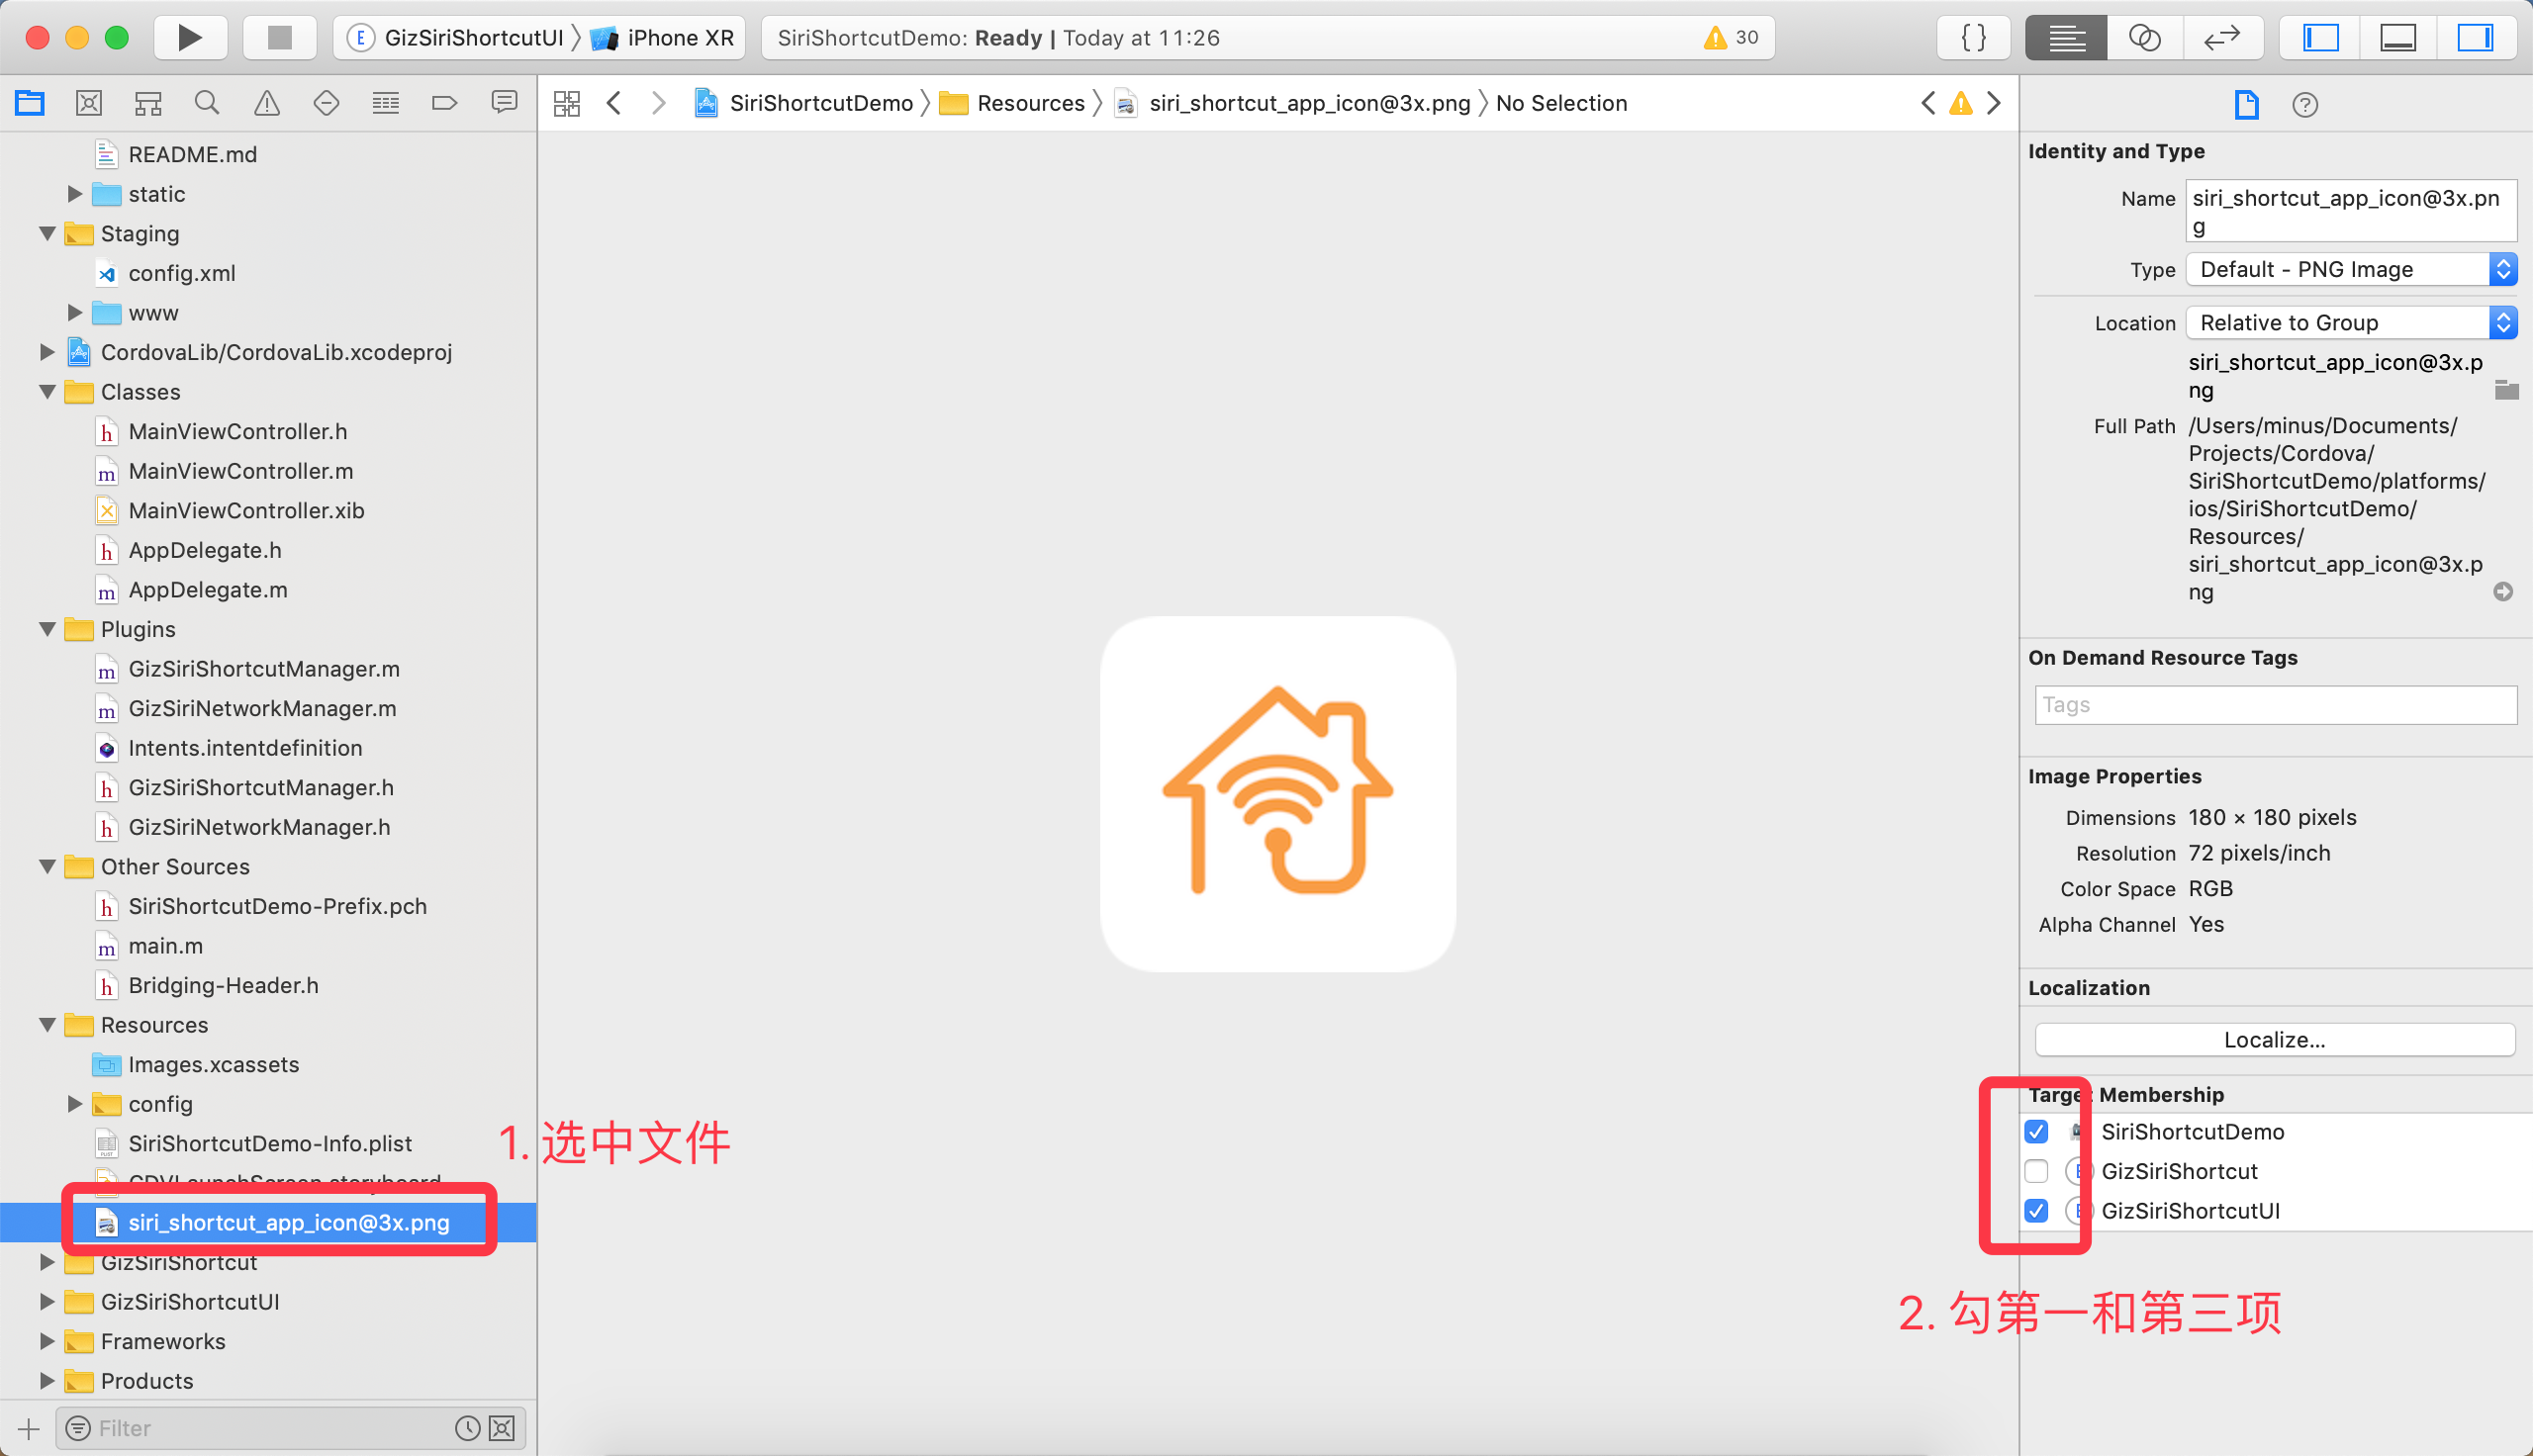 GizSiriShortcutUI
iPhone XR
SiriShortcutDemo: Ready | Today at 11:26
30
{ }
SiriShortcutDemo
Resources
siri_shortcut_app_icon@3x.png
No Selection
README.md
static
Staging
config.xml
www
CordovaLib/CordovaLib.xcodeproj
Classes
MainViewController.h
MainViewController.m
MainViewController.xib
AppDelegate.h
AppDelegate.m
Plugins
GizSiriShortcutManager.m
GizSiriNetworkManager.m
Intents.intentdefinition
GizSiriShortcutManager.h
GizSiriNetworkManager.h
Other Sources
SiriShortcutDemo-Prefix.pch
main.m
Bridging-Header.h
Resources
Images.xcassets
config
SiriShortcutDemo-Info.plist
CDVLaunchScreen.storyboard
siri_shortcut_app_icon@3x.png
GizSiriShortcut
GizSiriShortcutUI
Frameworks
Products
Filter
1. 选中文件
Identity and Type
Name siri_shortcut_app_icon@3x.pn
g
Type Default - PNG Image
Location Relative to Group
siri_shortcut_app_icon@3x.p
ng
Full Path /Users/minus/Documents/
Projects/Cordova/
SiriShortcutDemo/platforms/
ios/SiriShortcutDemo/
Resources/
siri_shortcut_app_icon@3x.p
ng
On Demand Resource Tags
Tags
Image Properties
Dimensions 180 × 180 pixels
Resolution 72 pixels/inch
Color Space RGB
Alpha Channel Yes
Localization
Localize...
Target Membership
SiriShortcutDemo
GizSiriShortcut
GizSiriShortcutUI
2. 勾第一和第三项